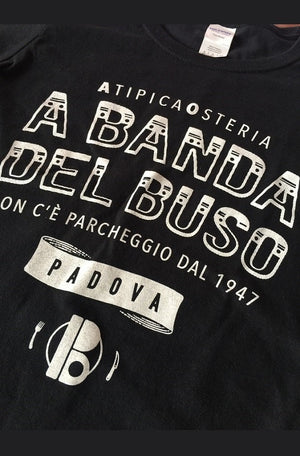 ATIPICAOSTERIA
A BANDA
DEL BUSO
ON C'È PARCHEGGIO DAL 1947
PADOVA
B